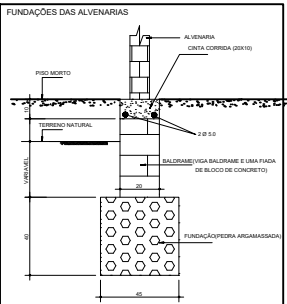 FUNDAÇÕES DAS ALVENARIAS
ALVENARIA
CINTA CORRIDA (20X10)
PISO MORTO
10
TERRENO NATURAL
2 Ø 5.0
VARIAVEL
BALDRAME(VIGA BALDRAME E UMA FIADA
DE BLOCO DE CONCRETO)
20
40
FUNDAÇÃO(PEDRA ARGAMASSADA)
45